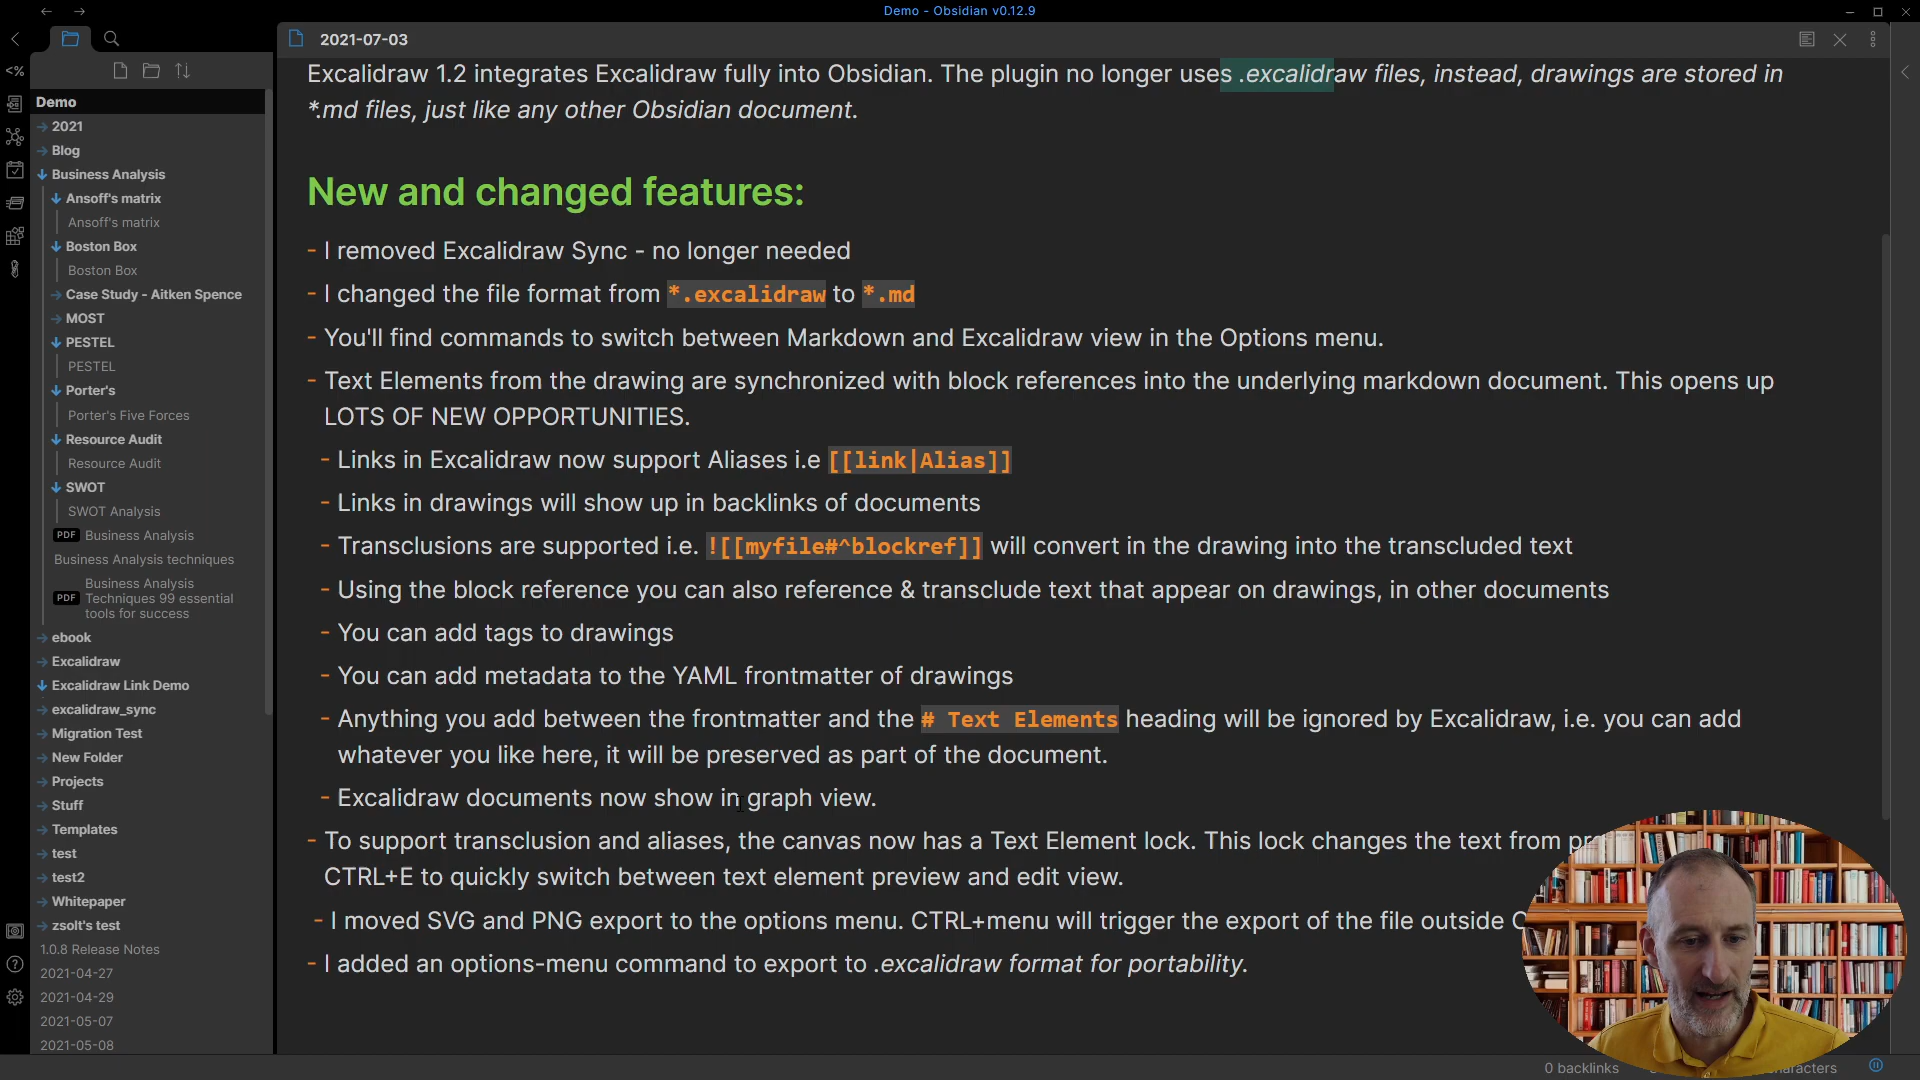 Demo - Obsidian v0.12.9
2021-07-03
<%
Demo
2021
Blog
Business Analysis
Ansoff's matrix
Ansoff's matrix
Boston Box
Boston Box
Case Study - Aitken Spence
MOST
PESTEL
PESTEL
Porter's
Porter's Five Forces
Resource Audit
Resource Audit
SWOT
SWOT Analysis
PDF Business Analysis
Business Analysis techniques
Business Analysis
PDF Techniques 99 essential
tools for success
ebook
Excalidraw
Excalidraw Link Demo
excalidraw_sync
Migration Test
New Folder
Projects
Stuff
Templates
test
test2
Whitepaper
zsolt's test
1.0.8 Release Notes
2021-04-27
2021-04-29
2021-05-07
2021-05-08
Excalidraw 1.2 integrates Excalidraw fully into Obsidian. The plugin no longer uses .excalidraw files, instead, drawings are stored in
*.md files, just like any other Obsidian document.
New and changed features:
- I removed Excalidraw Sync - no longer needed
- I changed the file format from *.excalidraw to *.md
- You'll find commands to switch between Markdown and Excalidraw view in the Options menu.
- Text Elements from the drawing are synchronized with block references into the underlying markdown document. This opens up
LOTS OF NEW OPPORTUNITIES.
- Links in Excalidraw now support Aliases i.e [[link|Alias]]
- Links in drawings will show up in backlinks of documents
- Transclusions are supported i.e. ![[myfile#^blockref]] will convert in the drawing into the transcluded text
- Using the block reference you can also reference & transclude text that appear on drawings, in other documents
- You can add tags to drawings
- You can add metadata to the YAML frontmatter of drawings
- Anything you add between the frontmatter and the # Text Elements heading will be ignored by Excalidraw, i.e. you can add
whatever you like here, it will be preserved as part of the document.
- Excalidraw documents now show in graph view.
- To support transclusion and aliases, the canvas now has a Text Element lock. This lock changes the text from
CTRL+E to quickly switch between text element preview and edit view.
- I moved SVG and PNG export to the options menu. CTRL+menu will trigger the export of the file outside
- I added an options-menu command to export to .excalidraw format for portability.
0 backlinks